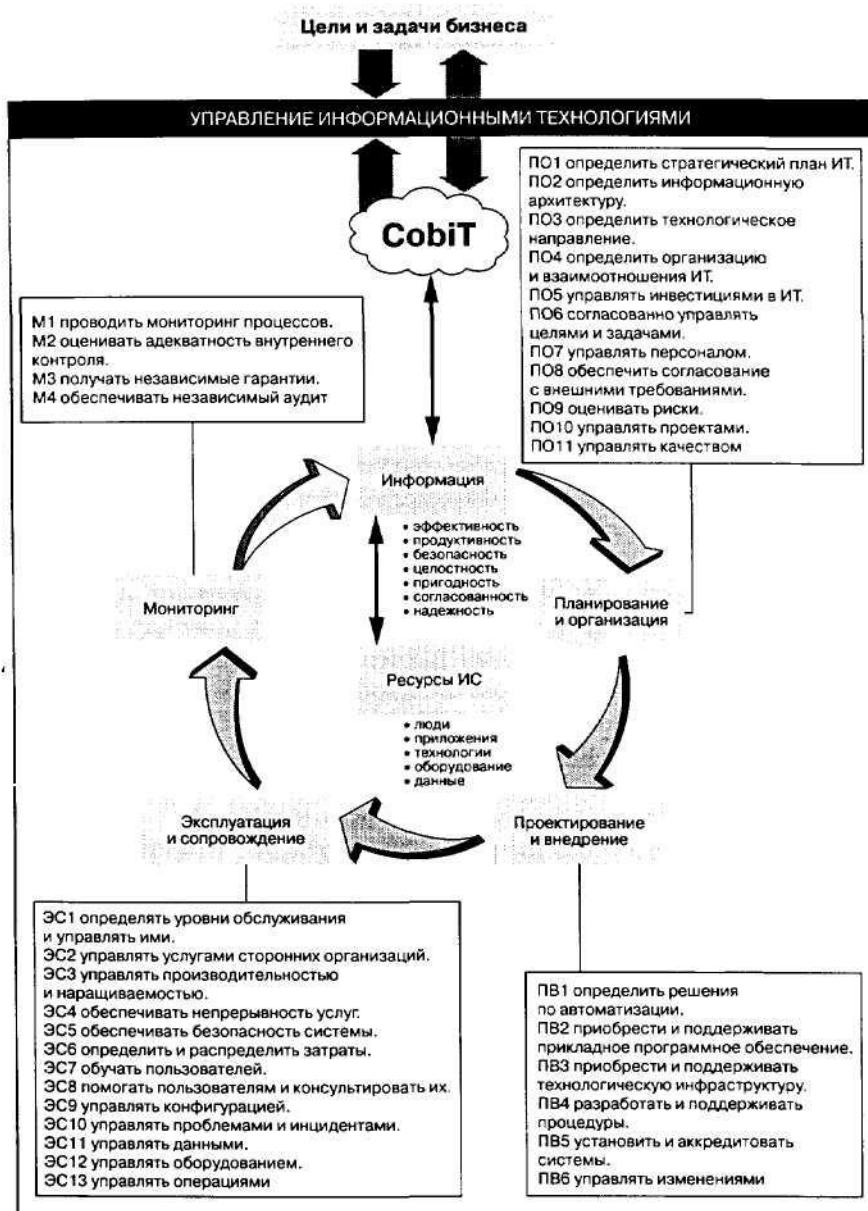 Цели и задачи бизнеса
УПРАВЛЕНИЕ ИНФОРМАЦИОННЫМИ ТЕХНОЛОГИЯМИ
CobiT
ПО1 определить стратегический план ИТ.
ПО2 определить информационную
архитектуру.
ПО3 определить технологическое
направление.
ПО4 определить организацию
и взаимоотношения ИТ.
ПО5 управлять инвестициями в ИТ.
ПО6 согласованно управлять
целями и задачами.
ПО7 управлять персоналом.
ПО8 обеспечить согласование
с внешними требованиями.
ПО9 оценивать риски.
ПО10 управлять проектами.
ПО11 управлять качеством
М1 проводить мониторинг процессов.
М2 оценивать адекватность внутреннего
контроля.
М3 получать независимые гарантии.
М4 обеспечивать независимый аудит
Информация
• эффективность
• продуктивность
• безопасность
• целостность
• пригодность
• согласованность
• надежность
Мониторинг
Планирование
и организация
Ресурсы ИС
• люди
• приложения
• технологии
• оборудование
• данные
Эксплуатация
и сопровождение
Проектирование
и внедрение
ЭС1 определять уровни обслуживания
и управлять ими.
ЭС2 управлять услугами сторонних организаций.
ЭС3 управлять производительностью
и наращиваемостью.
ЭС4 обеспечивать непрерывность услуг.
ЭС5 обеспечивать безопасность системы.
ЭС6 определить и распределить затраты.
ЭС7 обучать пользователей.
ЭС8 помогать пользователям и консультировать их.
ЭС9 управлять конфигурацией.
ЭС10 управлять проблемами и инцидентами.
ЭС11 управлять данными.
ЭС12 управлять оборудованием.
ЭС13 управлять операциями
ПВ1 определить решения
по автоматизации.
ПВ2 приобрести и поддерживать
прикладное программное обеспечение.
ПВ3 приобрести и поддерживать
технологическую инфраструктуру.
ПВ4 разработать и поддерживать
процедуры.
ПВ5 установить и аккредитовать
системы.
ПВ6 управлять изменениями